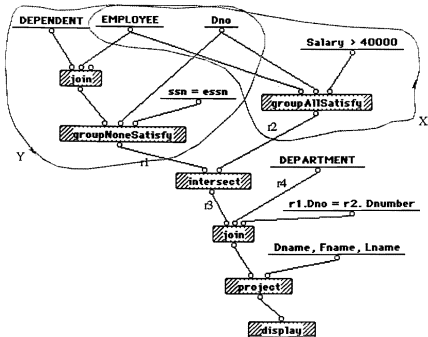 DEPENDENT EMPLOYEE Dno
Salary > 40000
join
ssn = essn
groupAllSatisfy
groupNoneSatisfy
X
Y
r1
r2
DEPARTMENT
intersect
r4
r3
r1.Dno = r2. Dnumber
join
Dname, Fname, Lname
project
display